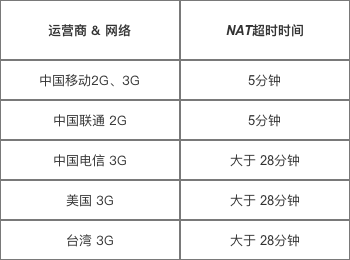 运营商 & 网络 NAT超时时间
中国移动2G、3G 5分钟
中国联通 2G 5分钟
中国电信 3G 大于 28分钟
美国 3G 大于 28分钟
台湾 3G 大于 28分钟